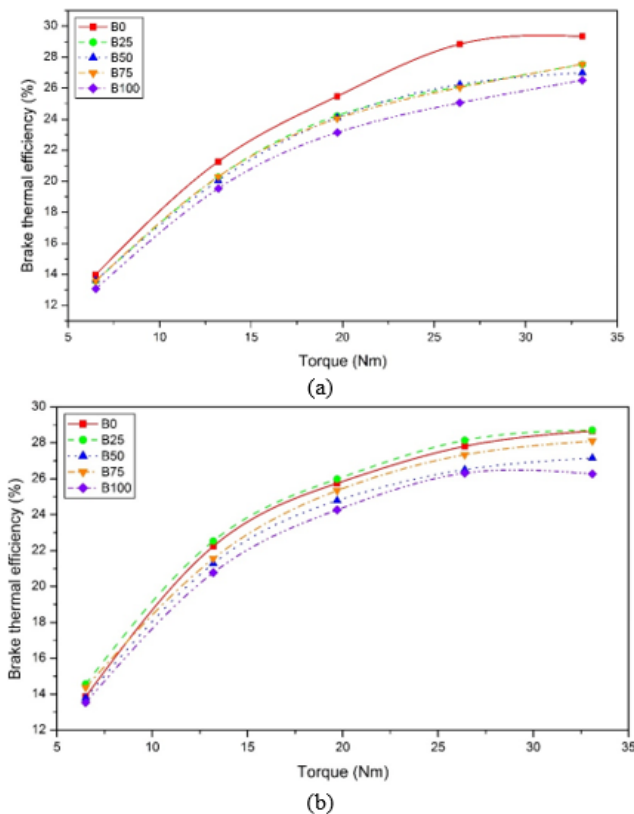 30
28
26
24
22
20
18
16
14
12
B0
B25
B50
B75
B100
Brake thermal efficiency (%)
5 10 15 20 25 30 35
Torque (Nm)
(a)
30
28
26
24
22
20
18
16
14
12
B0
B25
B50
B75
B100
Brake thermal efficiency (%)
5 10 15 20 25 30 35
Torque (Nm)
(b)